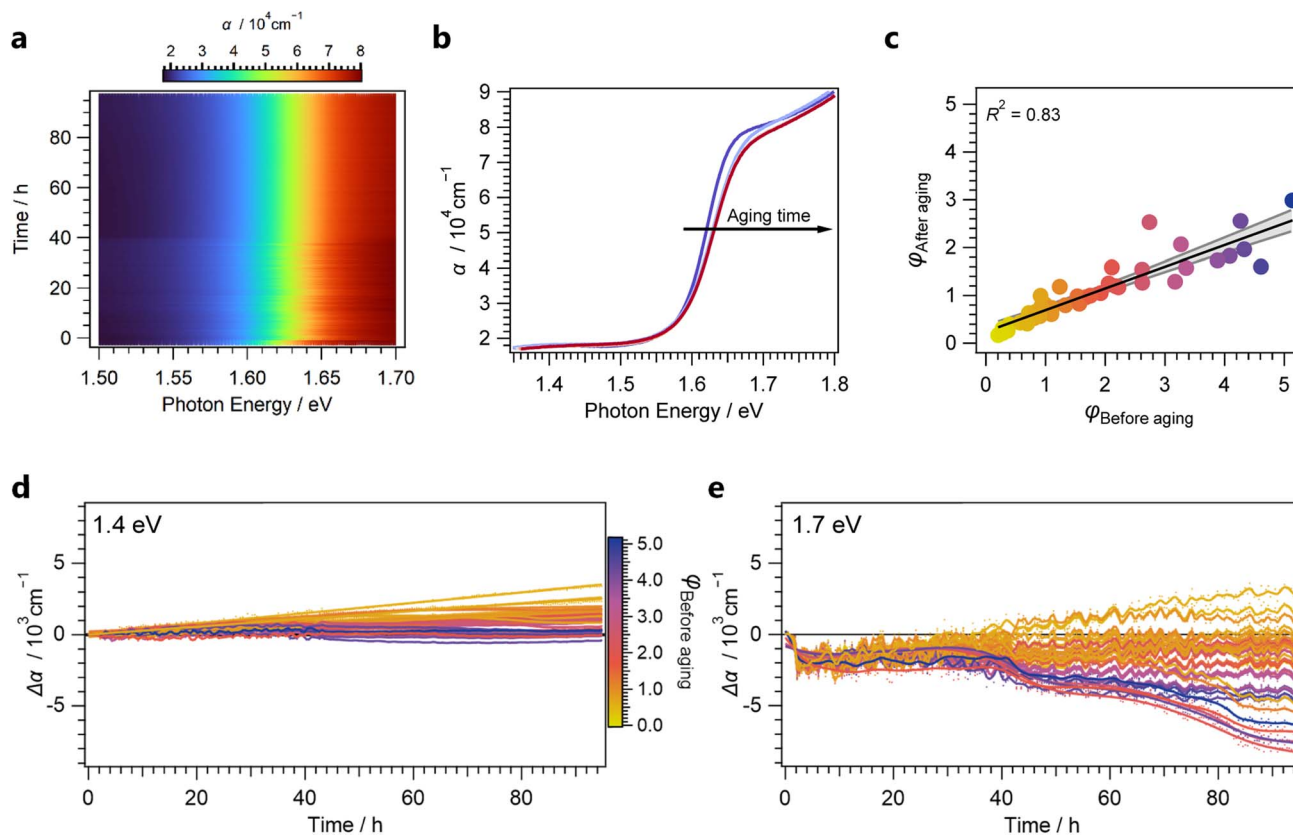 a
α / 10⁴cm⁻¹
2 3 4 5 6 7 8
Time / h
80
60
40
20
0
1.50 1.55 1.60 1.65 1.70
Photon Energy / eV
b
α / 10⁴ cm⁻¹
9
8
7
6
5
4
3
2
Aging time
1.4 1.5 1.6 1.7 1.8
Photon Energy / eV
c
R² = 0.83
φAfter aging
5
4
3
2
1
0
0 1 2 3 4 5
φBefore aging
d
1.4 eV
Δα / 10³cm⁻¹
5
0
-5
0 20 40 60 80
Time / h
5.0
4.0
3.0
2.0
1.0
0.0
φBefore aging
e
1.7 eV
Δα / 10³cm⁻¹
5
0
-5
0 20 40 60 80
Time / h